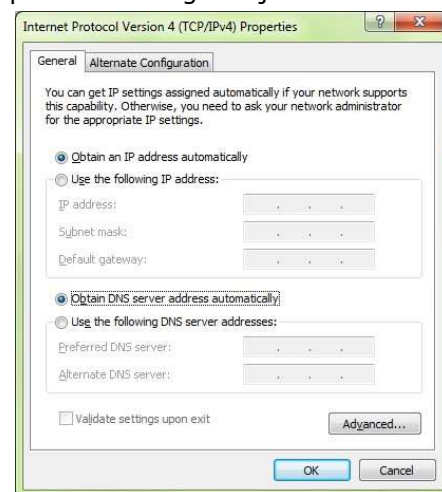 Internet Protocol Version 4 (TCP/IPv4) Properties
General
Alternate Configuration
You can get IP settings assigned automatically if your network supports
this capability. Otherwise, you need to ask your network administrator
for the appropriate IP settings.
Obtain an IP address automatically
Use the following IP address:
IP address:
Subnet mask:
Default gateway:
Obtain DNS server address automatically
Use the following DNS server addresses:
Preferred DNS server:
Alternate DNS server:
Validate settings upon exit
Advanced...
OK
Cancel